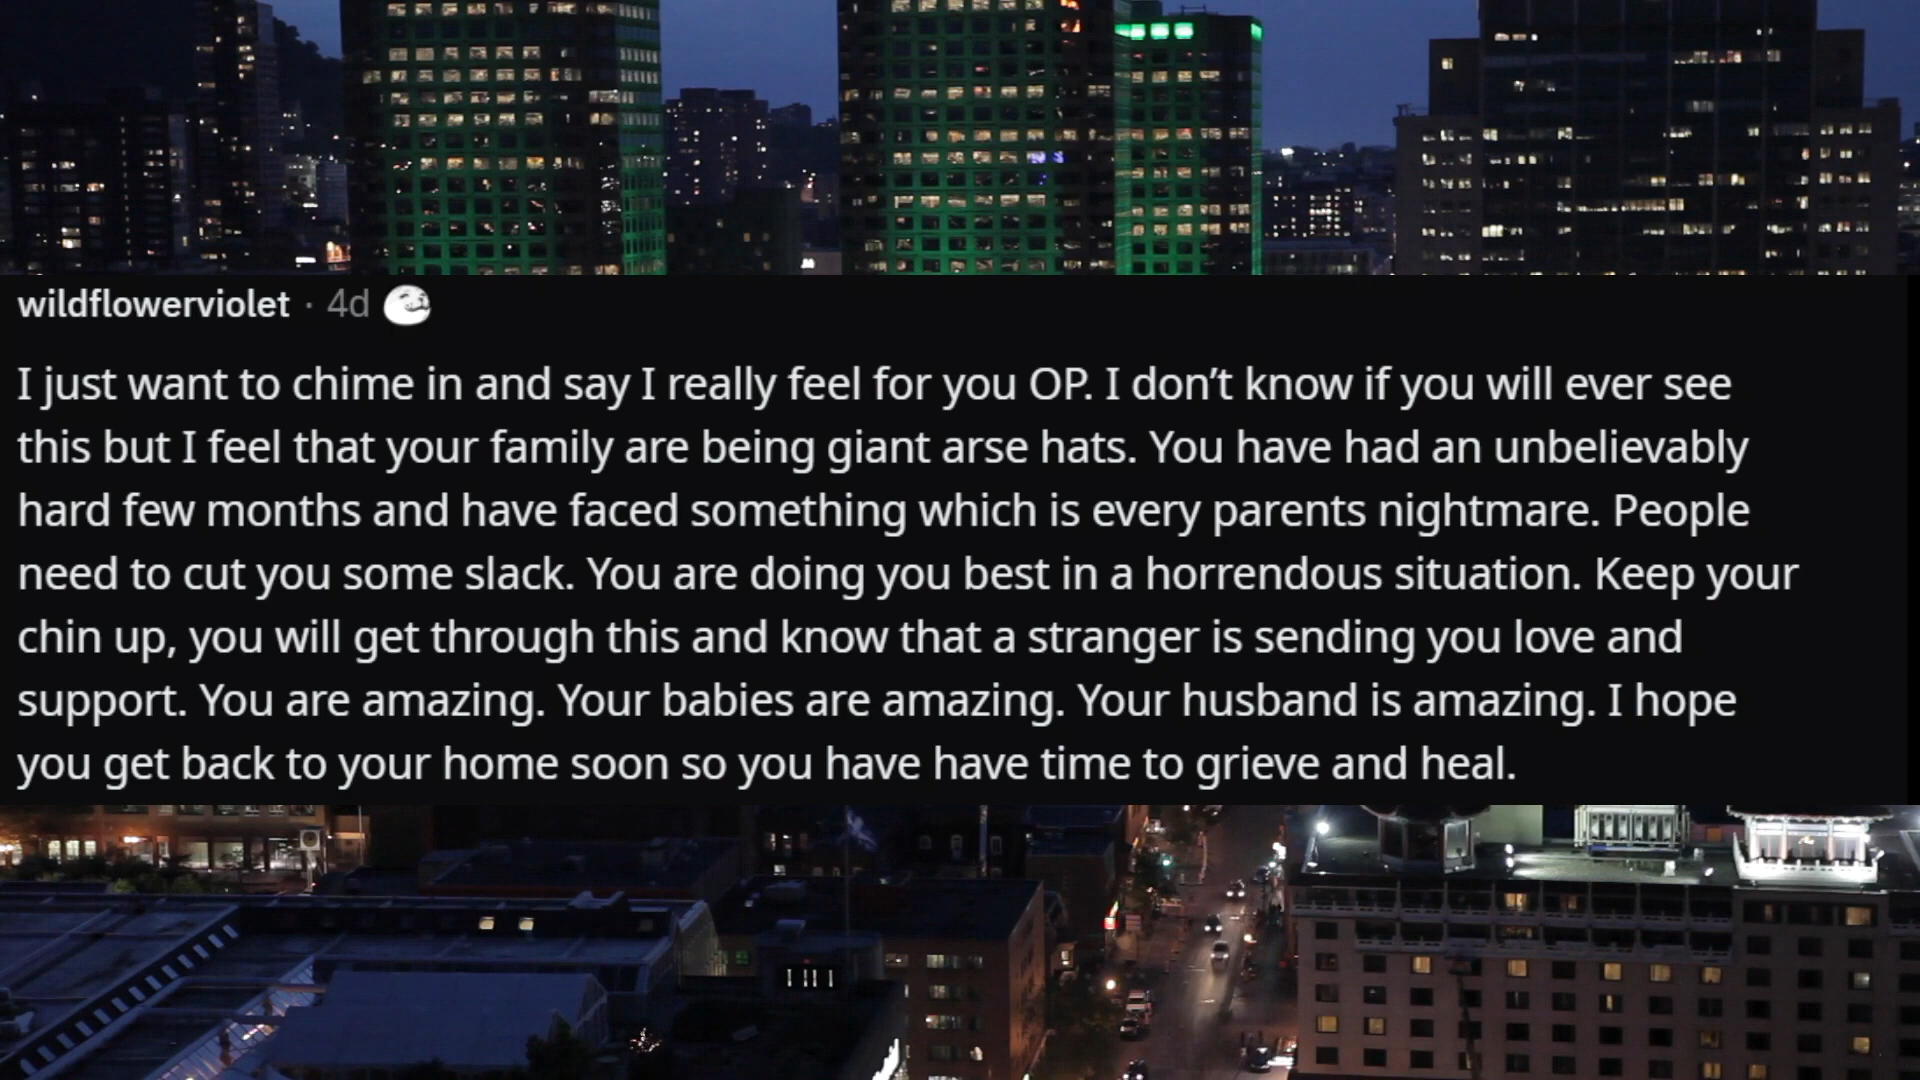 wildflowerviolet · 4d
I just want to chime in and say I really feel for you OP. I don’t know if you will ever see
this but I feel that your family are being giant arse hats. You have had an unbelievably
hard few months and have faced something which is every parents nightmare. People
need to cut you some slack. You are doing you best in a horrendous situation. Keep your
chin up, you will get through this and know that a stranger is sending you love and
support. You are amazing. Your babies are amazing. Your husband is amazing. I hope
you get back to your home soon so you have have time to grieve and heal.